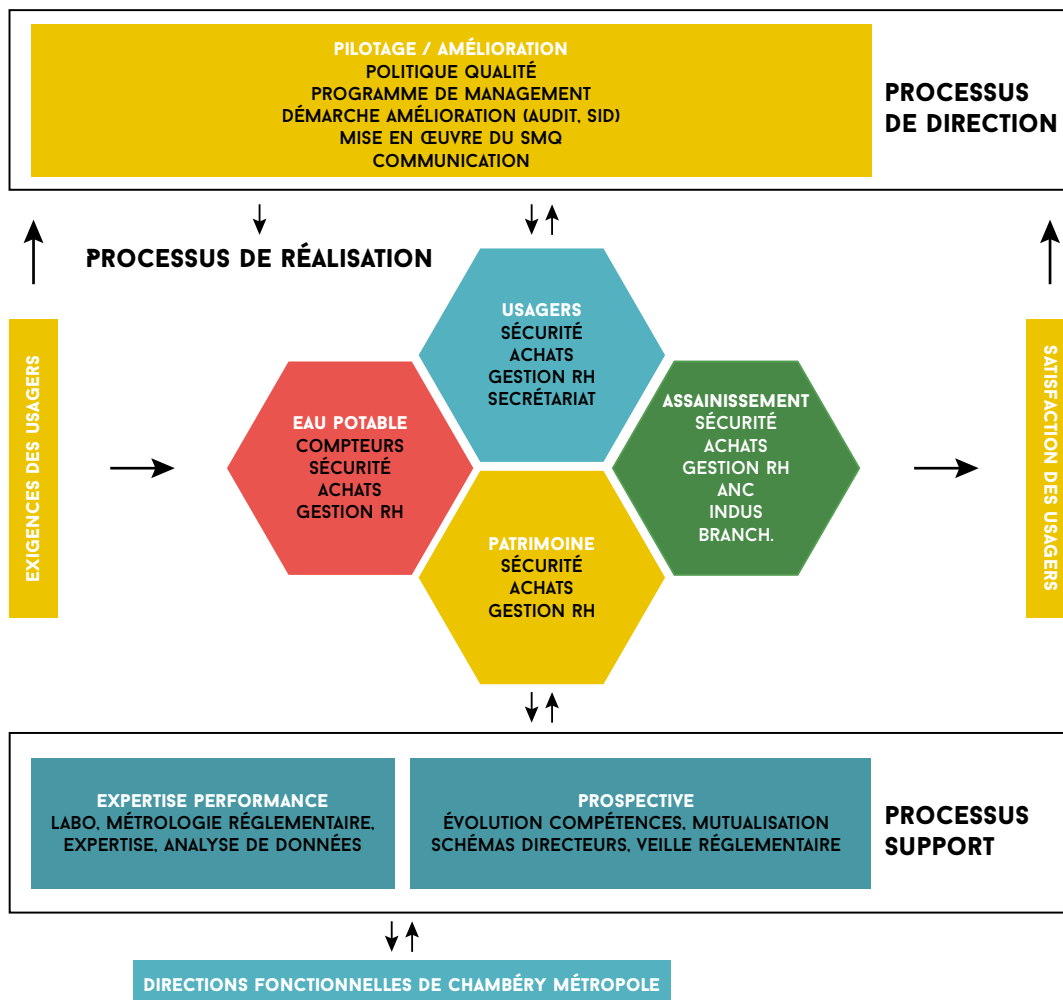 PILOTAGE / AMÉLIORATION
POLITIQUE QUALITÉ
PROGRAMME DE MANAGEMENT
DÉMARCHE AMÉLIORATION (AUDIT, SID)
MISE EN ŒUVRE DU SMQ
COMMUNICATION
PROCESSUS
DE DIRECTION
PROCESSUS DE RÉALISATION
EXIGENCES DES USAGERS
EAU POTABLE
COMPTEURS
SÉCURITÉ
ACHATS
GESTION RH
USAGERS
SÉCURITÉ
ACHATS
GESTION RH
SECRÉTARIAT
PATRIMOINE
SÉCURITÉ
ACHATS
GESTION RH
ASSAINISSEMENT
SÉCURITÉ
ACHATS
GESTION RH
ANC
INDUS
BRANCH.
SATISFACTION DES USAGERS
EXPERTISE PERFORMANCE
LABO, MÉTROLOGIE RÉGLEMENTAIRE,
EXPERTISE, ANALYSE DE DONNÉES
PROSPECTIVE
ÉVOLUTION COMPÉTENCES, MUTUALISATION
SCHÉMAS DIRECTEURS, VEILLE RÉGLEMENTAIRE
PROCESSUS
SUPPORT
DIRECTIONS FONCTIONNELLES DE CHAMBÉRY MÉTROPOLE